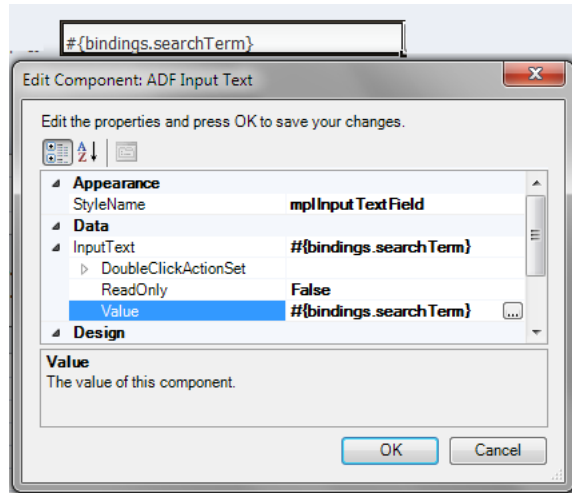 #{bindings.searchTerm}
Edit Component: ADF Input Text
Edit the properties and press OK to save your changes.
Appearance
StyleName mplInputTextField
Data
InputText #{bindings.searchTerm}
DoubleClickActionSet
ReadOnly False
Value #{bindings.searchTerm} ...
Design
Value
The value of this component.
OK Cancel